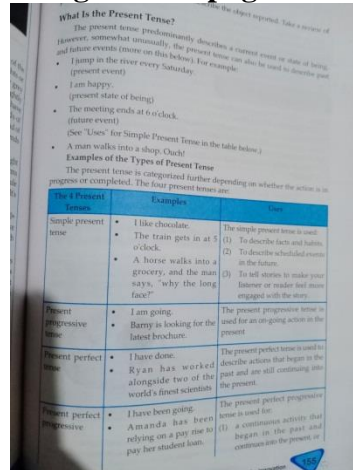 the object reported. Take a review of
What Is the Present Tense?
The present tense predominantly describes a current event or state of being.
However, somewhat unusually, the present tense can also be used to describe past
and future events (more on this below). For example:
• I jump in the river every Saturday.
(present event)
• I am happy.
(present state of being)
• The meeting ends at 6 o'clock.
(future event)
(See "Uses" for Simple Present Tense in the table below.)
• A man walks into a shop. Ouch!
Examples of the Types of Present Tense
The present tense is categorized further depending on whether the action is in
progress or completed. The four present tenses are:
The 4 Present
Tenses
Examples
Uses
Simple present
tense
• I like chocolate.
• The train gets in at 5
o'clock.
• A horse walks into a
grocery, and the man
says, "why the long
face?"
The simple present tense is used:
(1) To describe facts and habits.
(2) To describe scheduled events
in the future.
(3) To tell stories to make your
listener or reader feel more
engaged with the story.
Present
progressive
tense
• I am going.
• Barny is looking for the
latest brochure.
The present progressive tense is
used for an on-going action in the
present
Present perfect
tense
• I have done.
• Ryan has worked
alongside two of the
world's finest scientists
The present perfect tense is used to
describe actions that began in the
past and are still continuing into
the present.
Present perfect
progressive
• I have been going.
• Amanda has been
relying on a pay rise to
pay her student loan.
The present perfect progressive
tense is used for:
(1) a continuous activity that
began in the past and
continues into the present, or
155